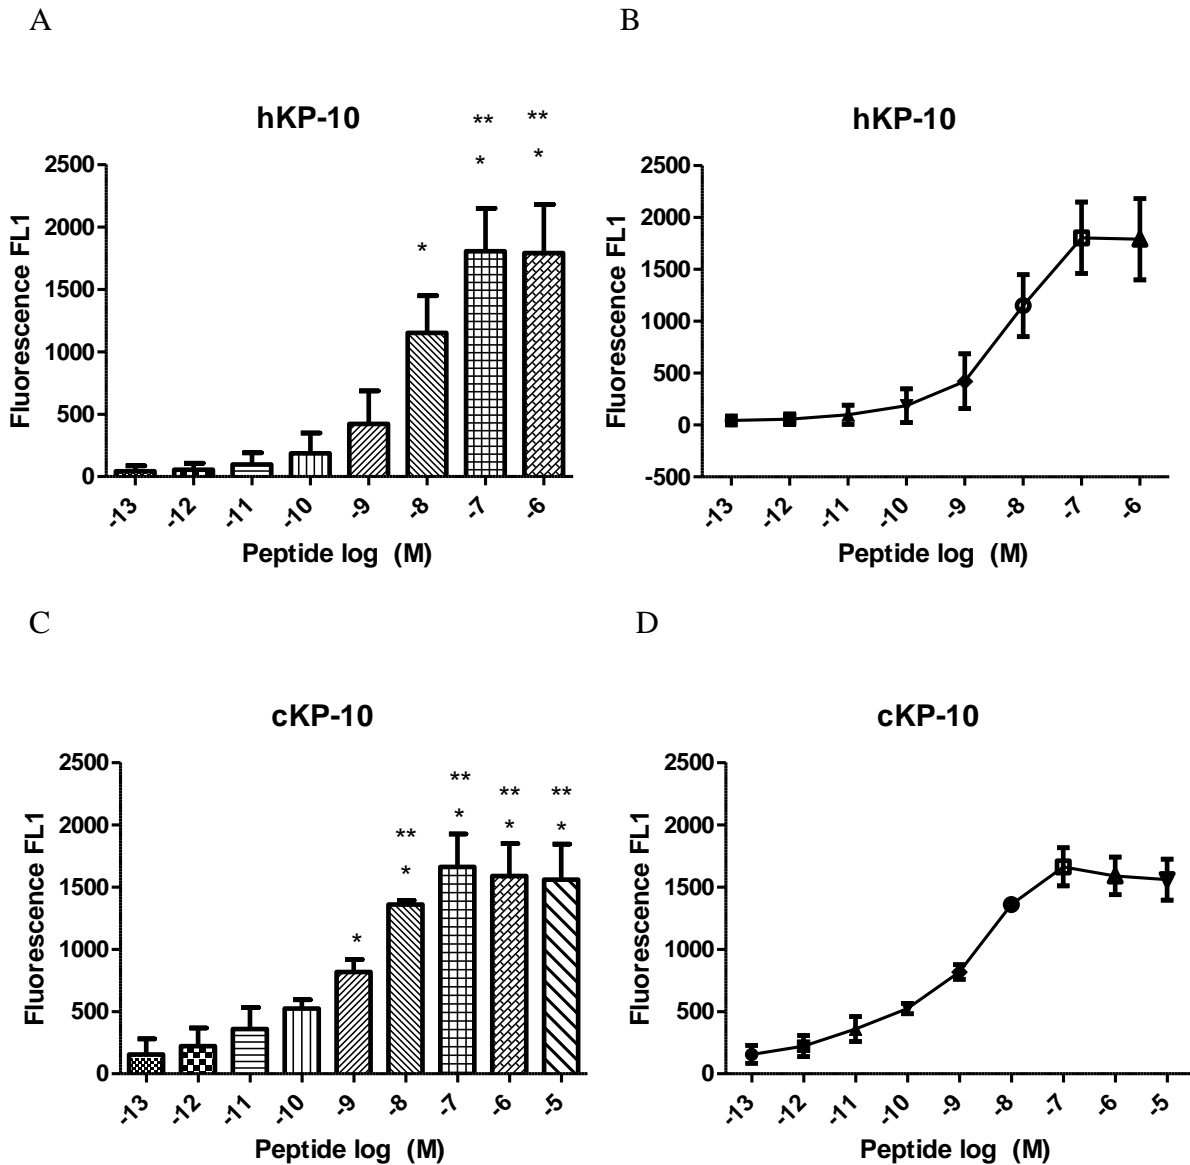 A
B
hKP-10
hKP-10
** **
* *
*
2500
2000
1500
1000
500
0
Fluorescence FL1
-13 -12 -11 -10 -9 -8 -7 -6
Peptide log (M)
2500
2000
1500
1000
500
0
-500
Fluorescence FL1
-13 -12 -11 -10 -9 -8 -7 -6
Peptide log (M)
C
D
cKP-10
cKP-10
** ** ** **
* * * * *
2500
2000
1500
1000
500
0
Fluorescence FL1
-13 -12 -11 -10 -9 -8 -7 -6 -5
Peptide log (M)
2500
2000
1500
1000
500
0
Fluorescence FL1
-13 -12 -11 -10 -9 -8 -7 -6 -5
Peptide log (M)